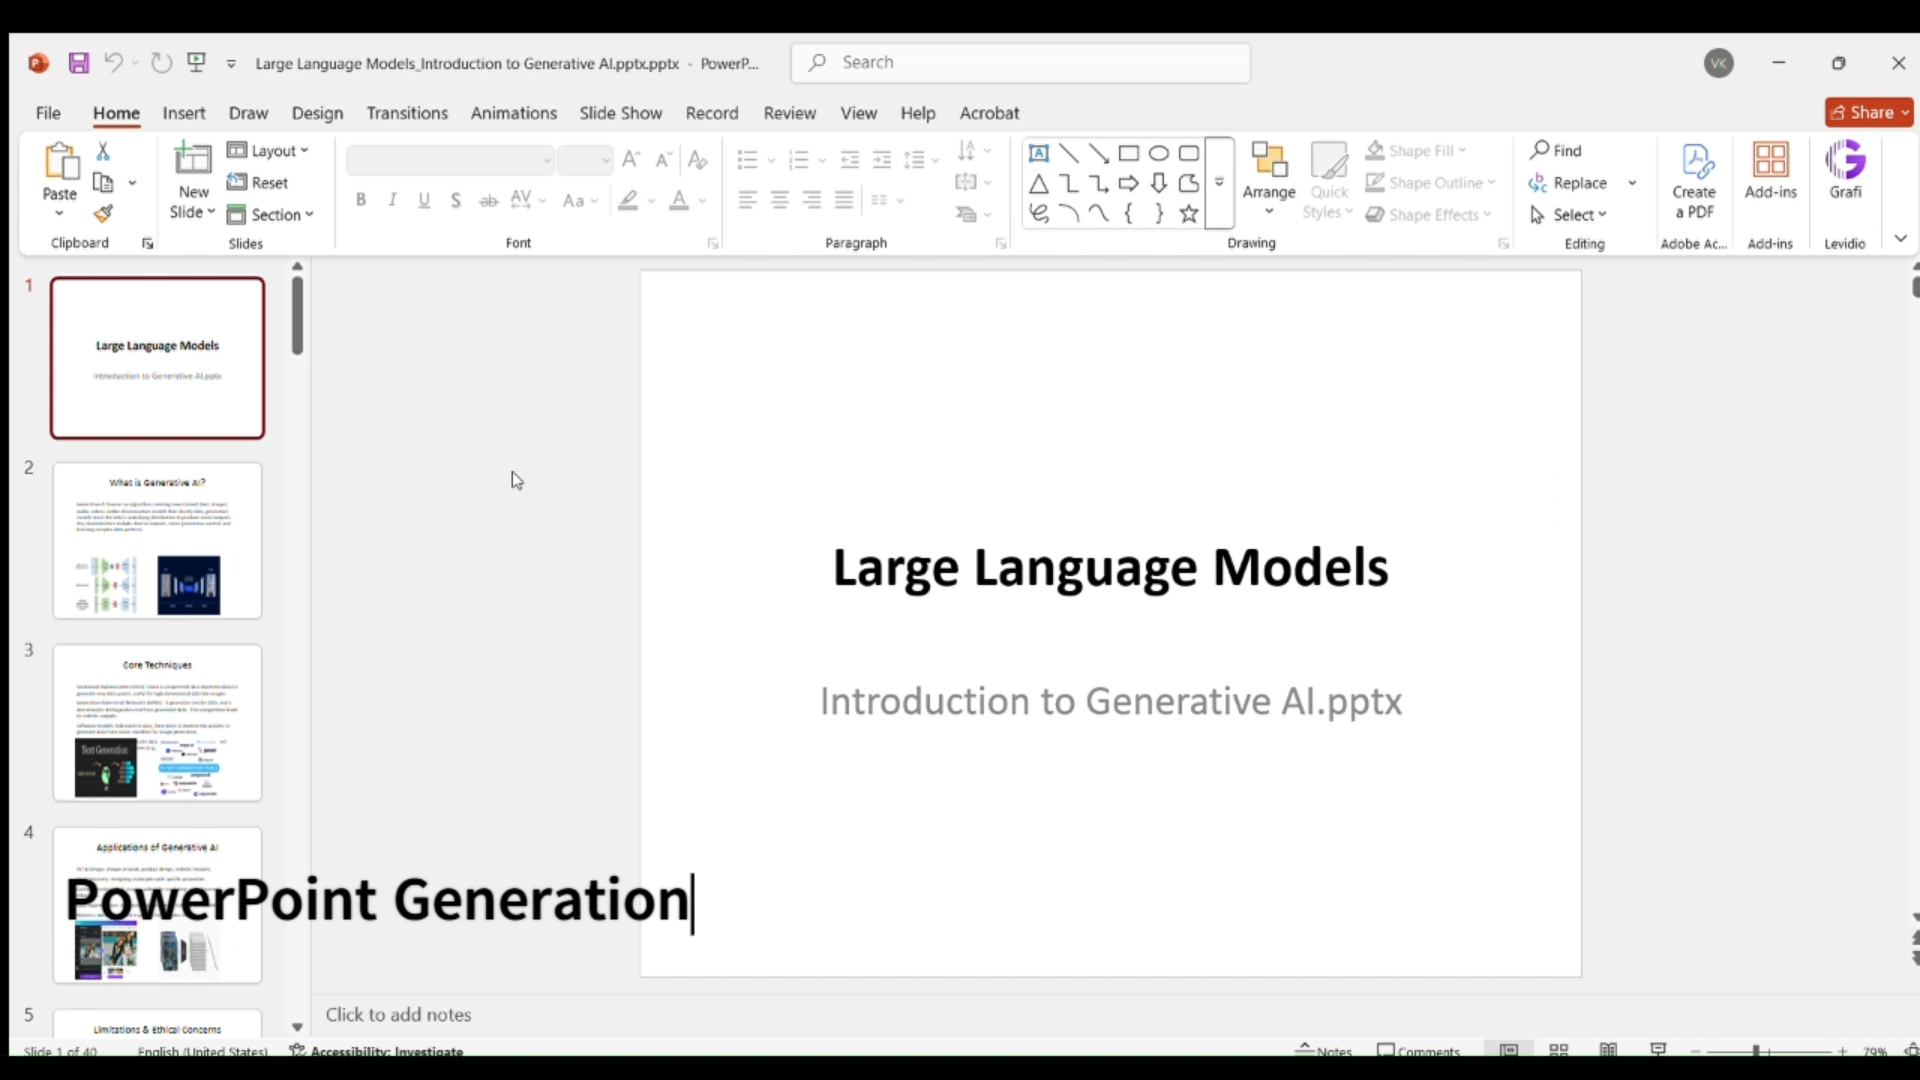 Large Language Models_Introduction to Generative AI.pptx.pptx - PowerP...
Search
VK
File Home Insert Draw Design Transitions Animations Slide Show Record Review View Help Acrobat
Share
Paste
New Slide
Layout
Reset
Section
Arrange
Quick Styles
Shape Fill
Shape Outline
Shape Effects
Find
Replace
Select
Create a PDF
Add-ins
Grafi
Clipboard Slides Font Paragraph Drawing Editing Adobe Ac... Add-ins Levidio
1
Large Language Models
Introduction to Generative AI.pptx
2
What is Generative AI?
3
Core Techniques
Text Generation
4
Applications of Generative AI
5
Limitations & Ethical Concerns
Large Language Models
Introduction to Generative AI.pptx
PowerPoint Generation
Click to add notes
Slide 1 of 40 English (United States) Accessibility: Investigate Notes Comments 79%